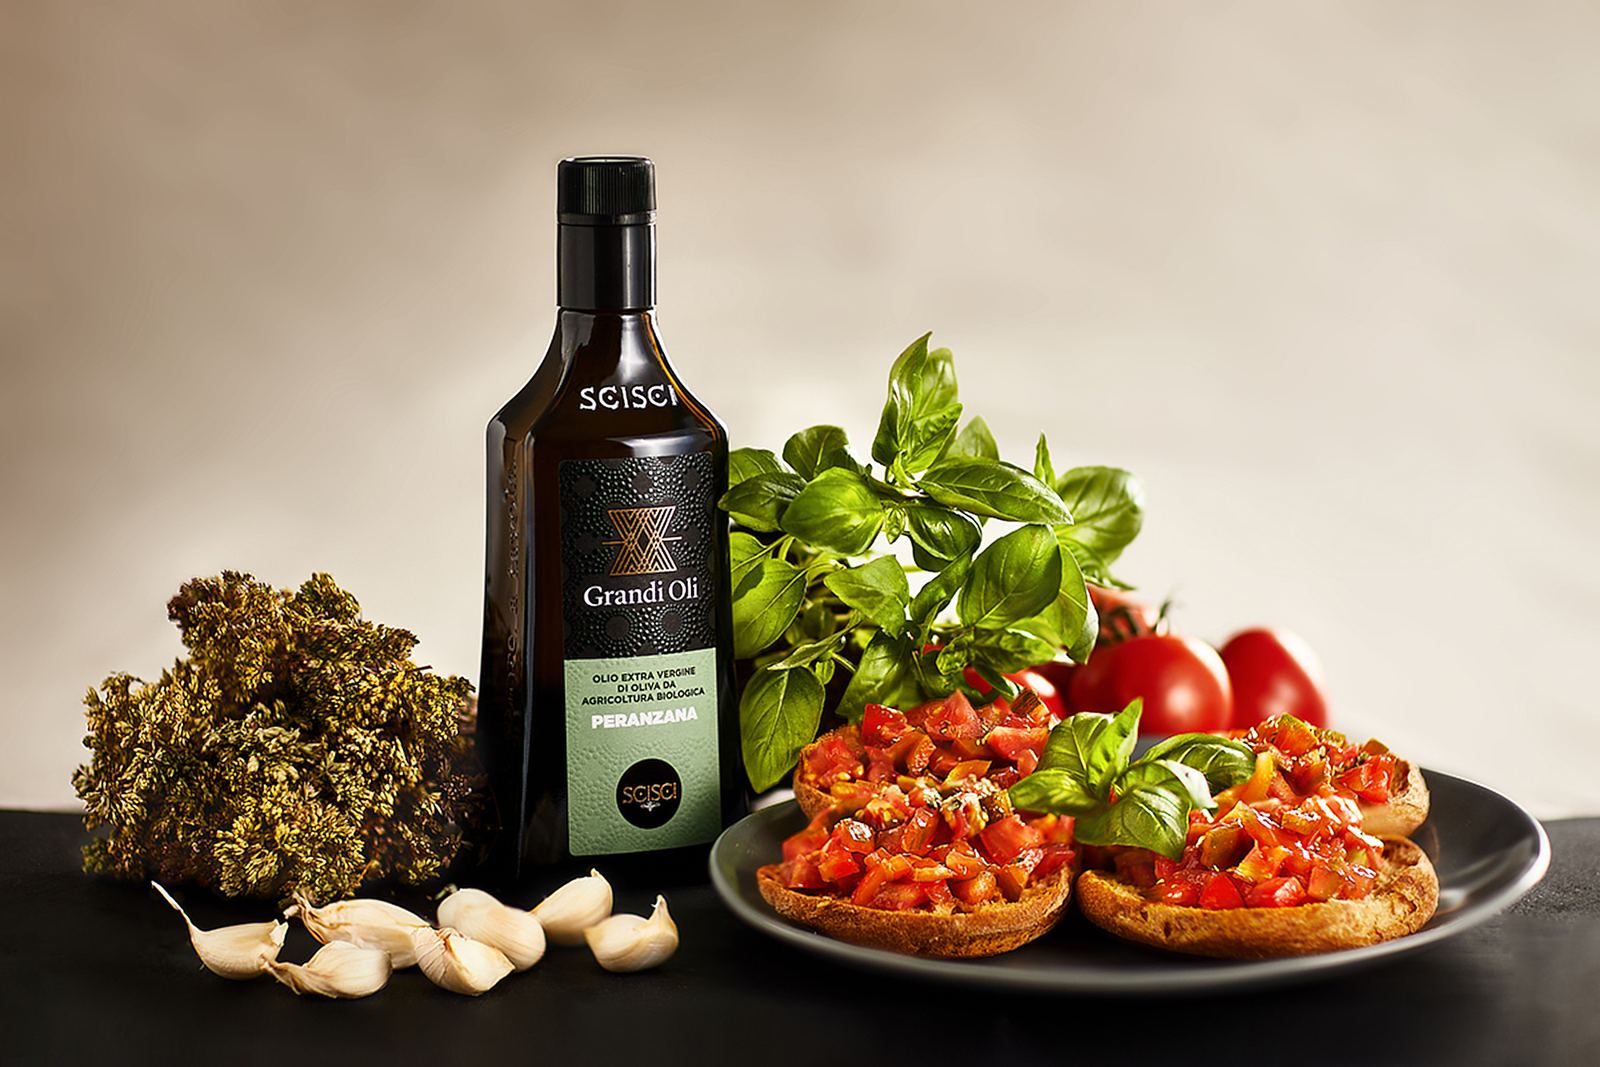 SCISCI
Grandi Oli
OLIO EXTRA VERGINE
DI OLIVA DA
AGRICOLTURA BIOLOGICA
PERANZANA
SCISCI